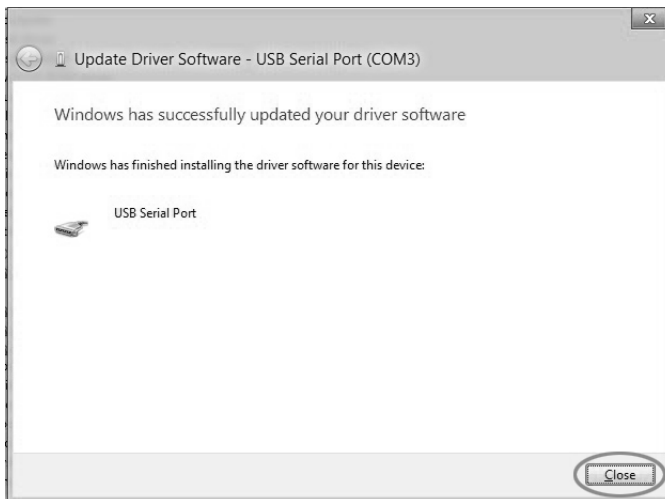 Update Driver Software - USB Serial Port (COM3)
Windows has successfully updated your driver software
Windows has finished installing the driver software for this device:
USB Serial Port
Close